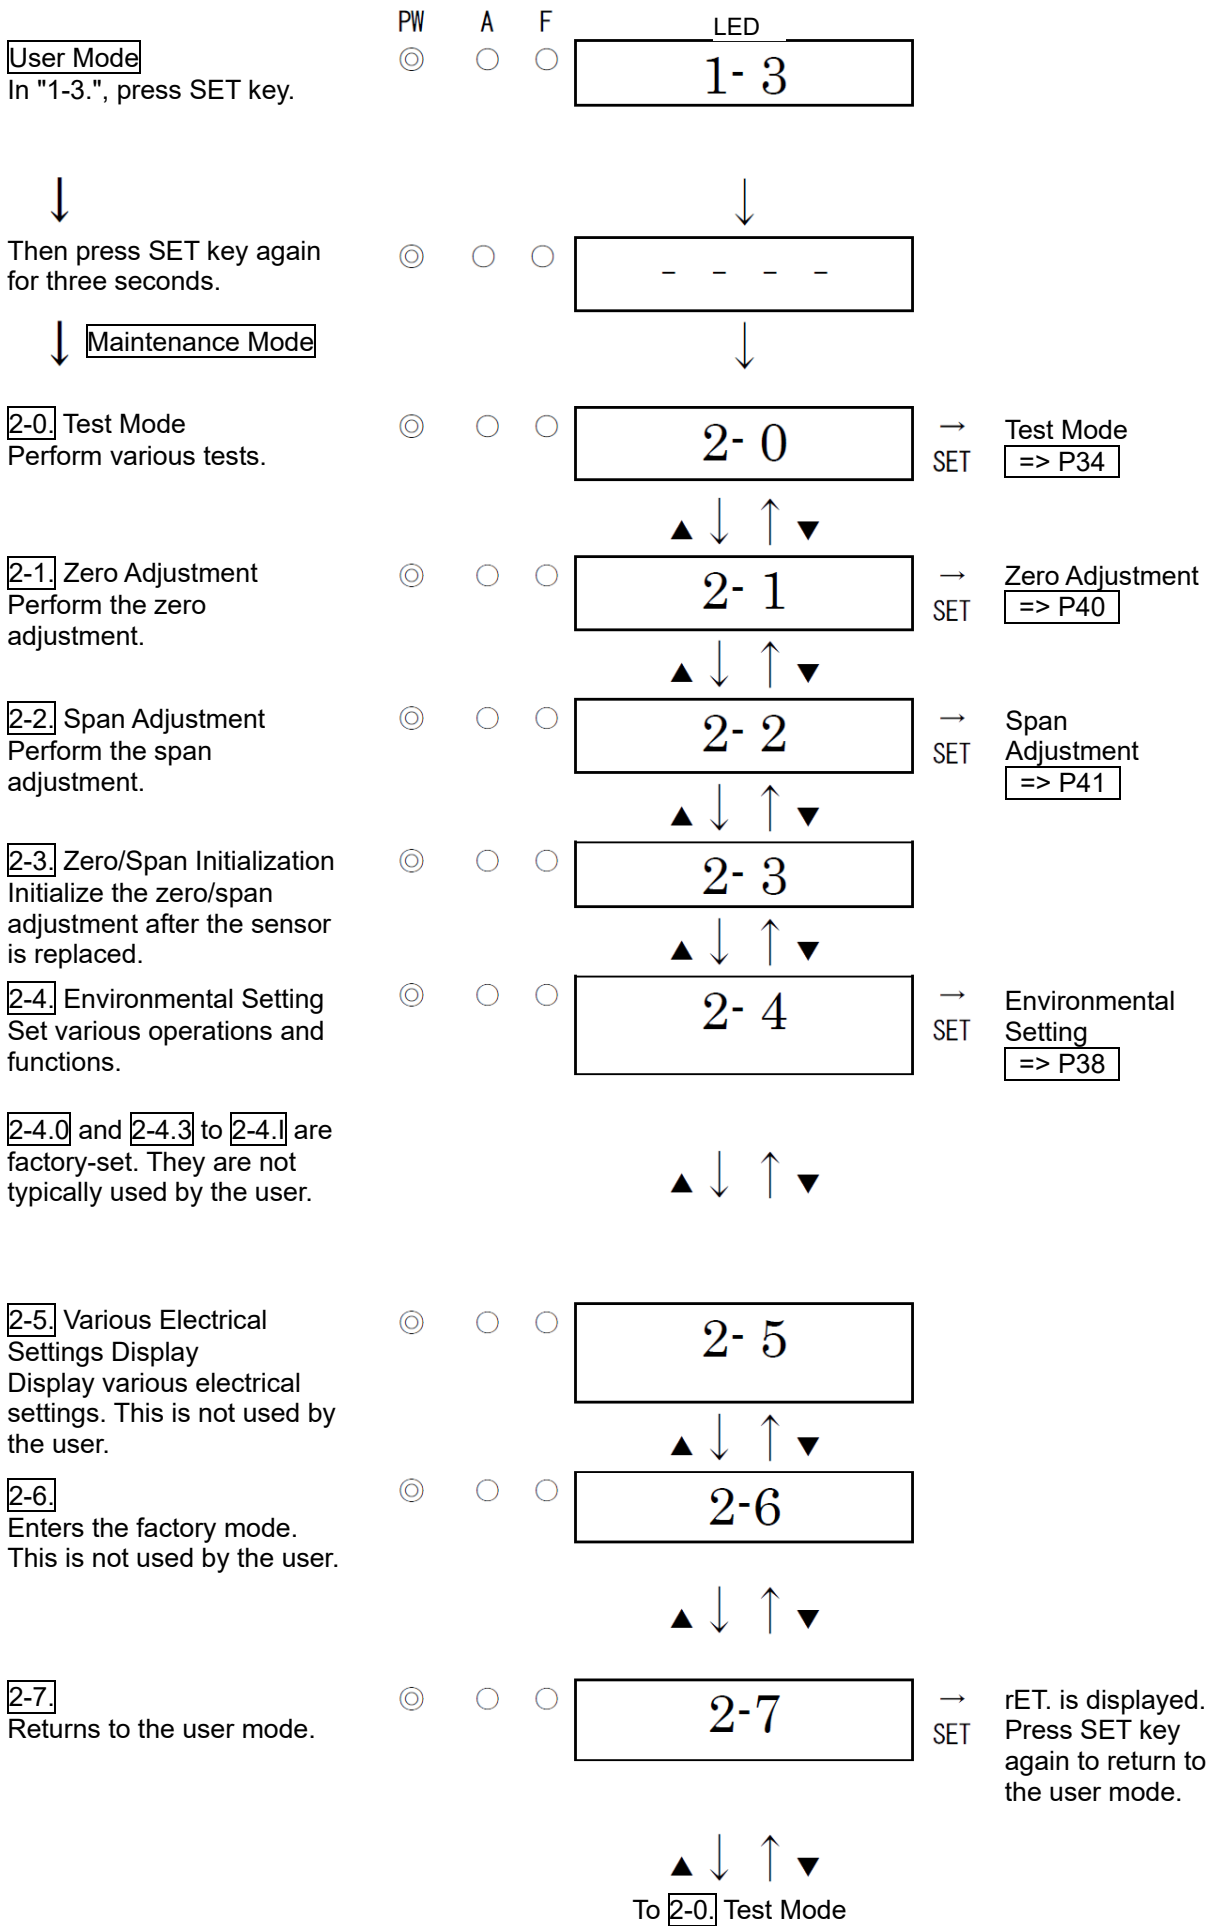 PW A F LED
User Mode
In "1-3.", press SET key.
◎ ○ ○ 1- 3
↓ ↓
Then press SET key again
for three seconds.
◎ ○ ○ - - - -
↓ Maintenance Mode ↓
2-0. Test Mode
Perform various tests.
◎ ○ ○ 2- 0 → SET
Test Mode
=> P34
▲ ↓ ↑ ▼
2-1. Zero Adjustment
Perform the zero
adjustment.
◎ ○ ○ 2- 1 → SET
Zero Adjustment
=> P40
▲ ↓ ↑ ▼
2-2. Span Adjustment
Perform the span
adjustment.
◎ ○ ○ 2- 2 → SET
Span
Adjustment
=> P41
▲ ↓ ↑ ▼
2-3. Zero/Span Initialization
Initialize the zero/span
adjustment after the sensor
is replaced.
◎ ○ ○ 2- 3
▲ ↓ ↑ ▼
2-4. Environmental Setting
Set various operations and
functions.
◎ ○ ○ 2- 4 → SET
Environmental
Setting
=> P38
2-4.0 and 2-4.3 to 2-4.I are
factory-set. They are not
typically used by the user.
▲ ↓ ↑ ▼
2-5. Various Electrical
Settings Display
Display various electrical
settings. This is not used by
the user.
◎ ○ ○ 2- 5
▲ ↓ ↑ ▼
2-6.
Enters the factory mode.
This is not used by the user.
◎ ○ ○ 2-6
▲ ↓ ↑ ▼
2-7.
Returns to the user mode.
◎ ○ ○ 2-7 → SET
rET. is displayed.
Press SET key
again to return to
the user mode.
▲ ↓ ↑ ▼
To 2-0. Test Mode